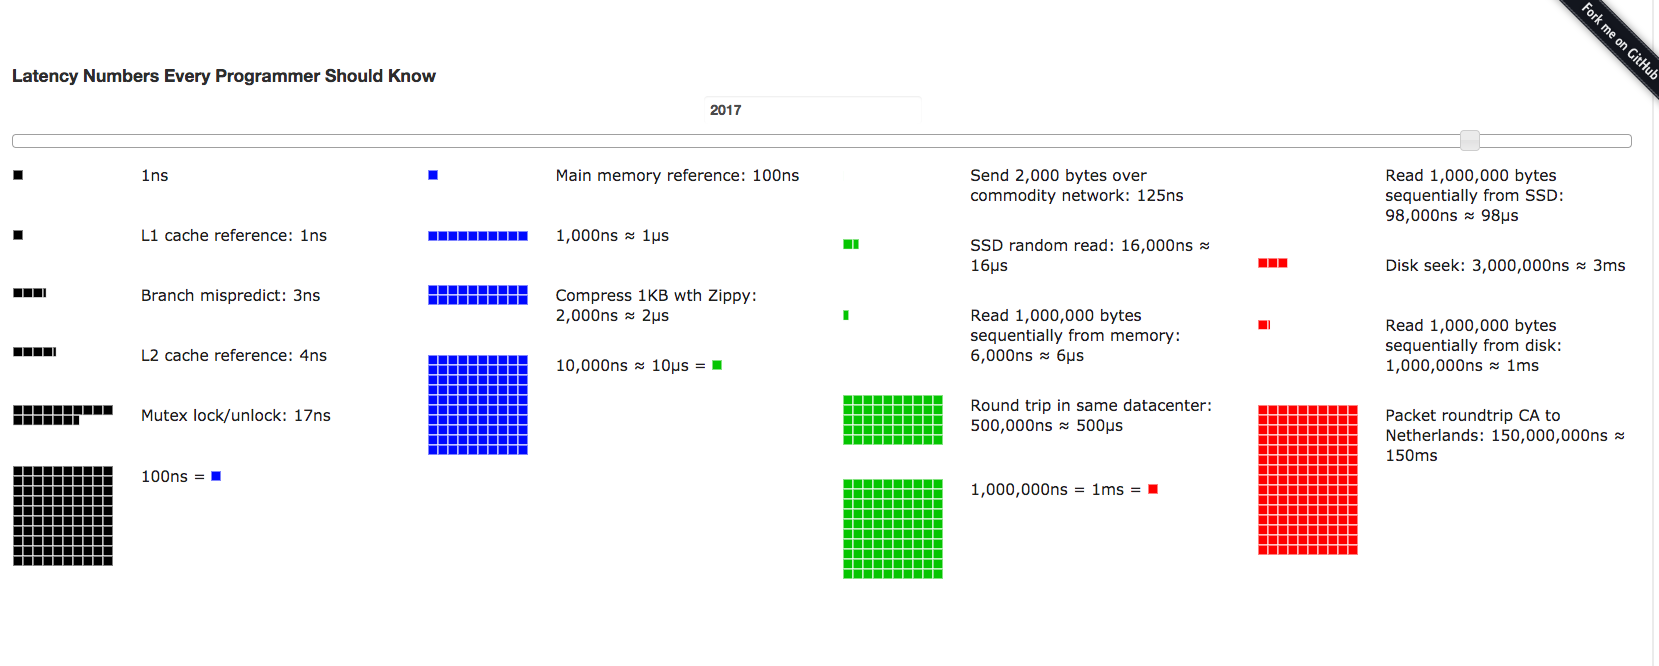 Fork me on GitHub
Latency Numbers Every Programmer Should Know
2017
1ns
L1 cache reference: 1ns
Branch mispredict: 3ns
L2 cache reference: 4ns
Mutex lock/unlock: 17ns
100ns =
Main memory reference: 100ns
1,000ns ≈ 1µs
Compress 1KB wth Zippy:
2,000ns ≈ 2µs
10,000ns ≈ 10µs =
Send 2,000 bytes over
commodity network: 125ns
SSD random read: 16,000ns ≈
16µs
Read 1,000,000 bytes
sequentially from memory:
6,000ns ≈ 6µs
Round trip in same datacenter:
500,000ns ≈ 500µs
1,000,000ns = 1ms =
Read 1,000,000 bytes
sequentially from SSD:
98,000ns ≈ 98µs
Disk seek: 3,000,000ns ≈ 3ms
Read 1,000,000 bytes
sequentially from disk:
1,000,000ns ≈ 1ms
Packet roundtrip CA to
Netherlands: 150,000,000ns ≈
150ms